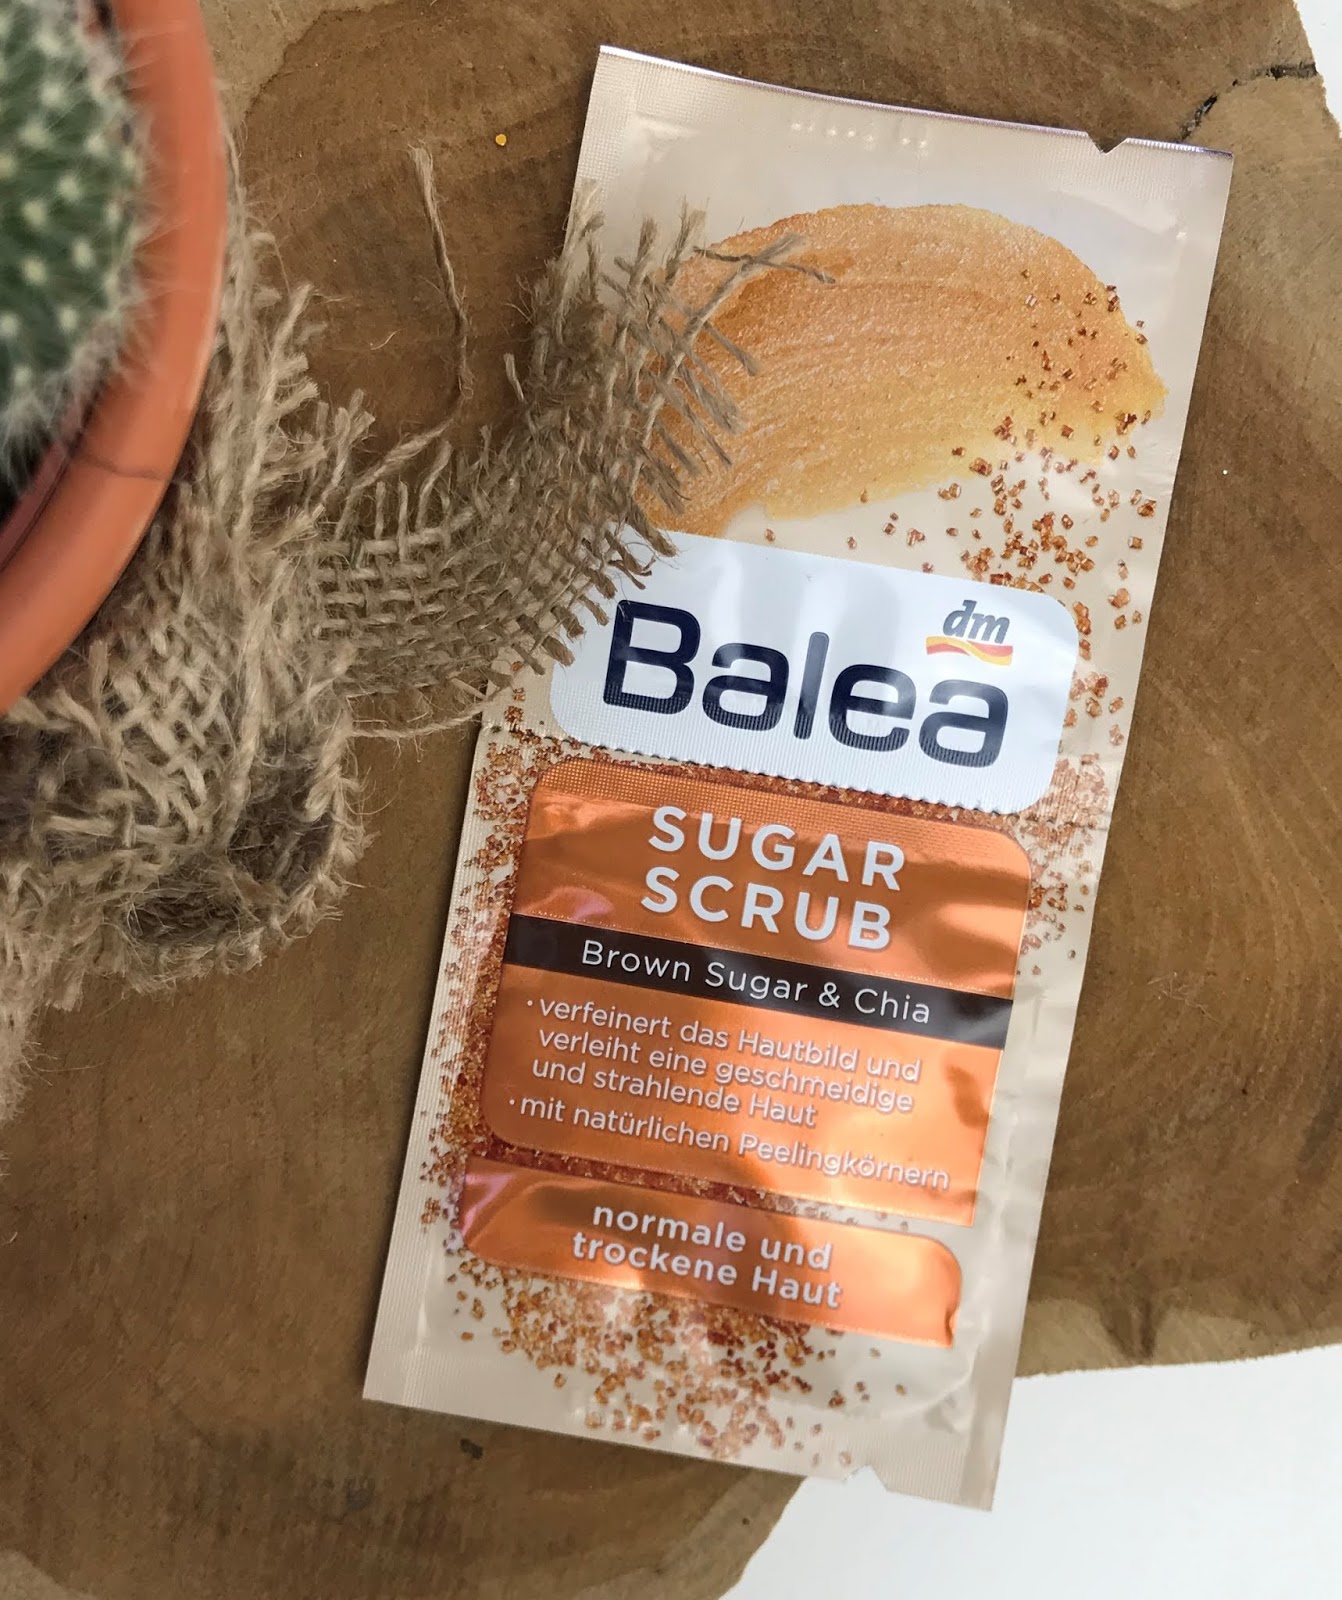 dm
Balea
SUGAR
SCRUB
Brown Sugar & Chia
• verfeinert das Hautbild und
verleiht eine geschmeidige
und strahlende Haut
• mit natürlichen Peelingkörnern
normale und
trockene Haut